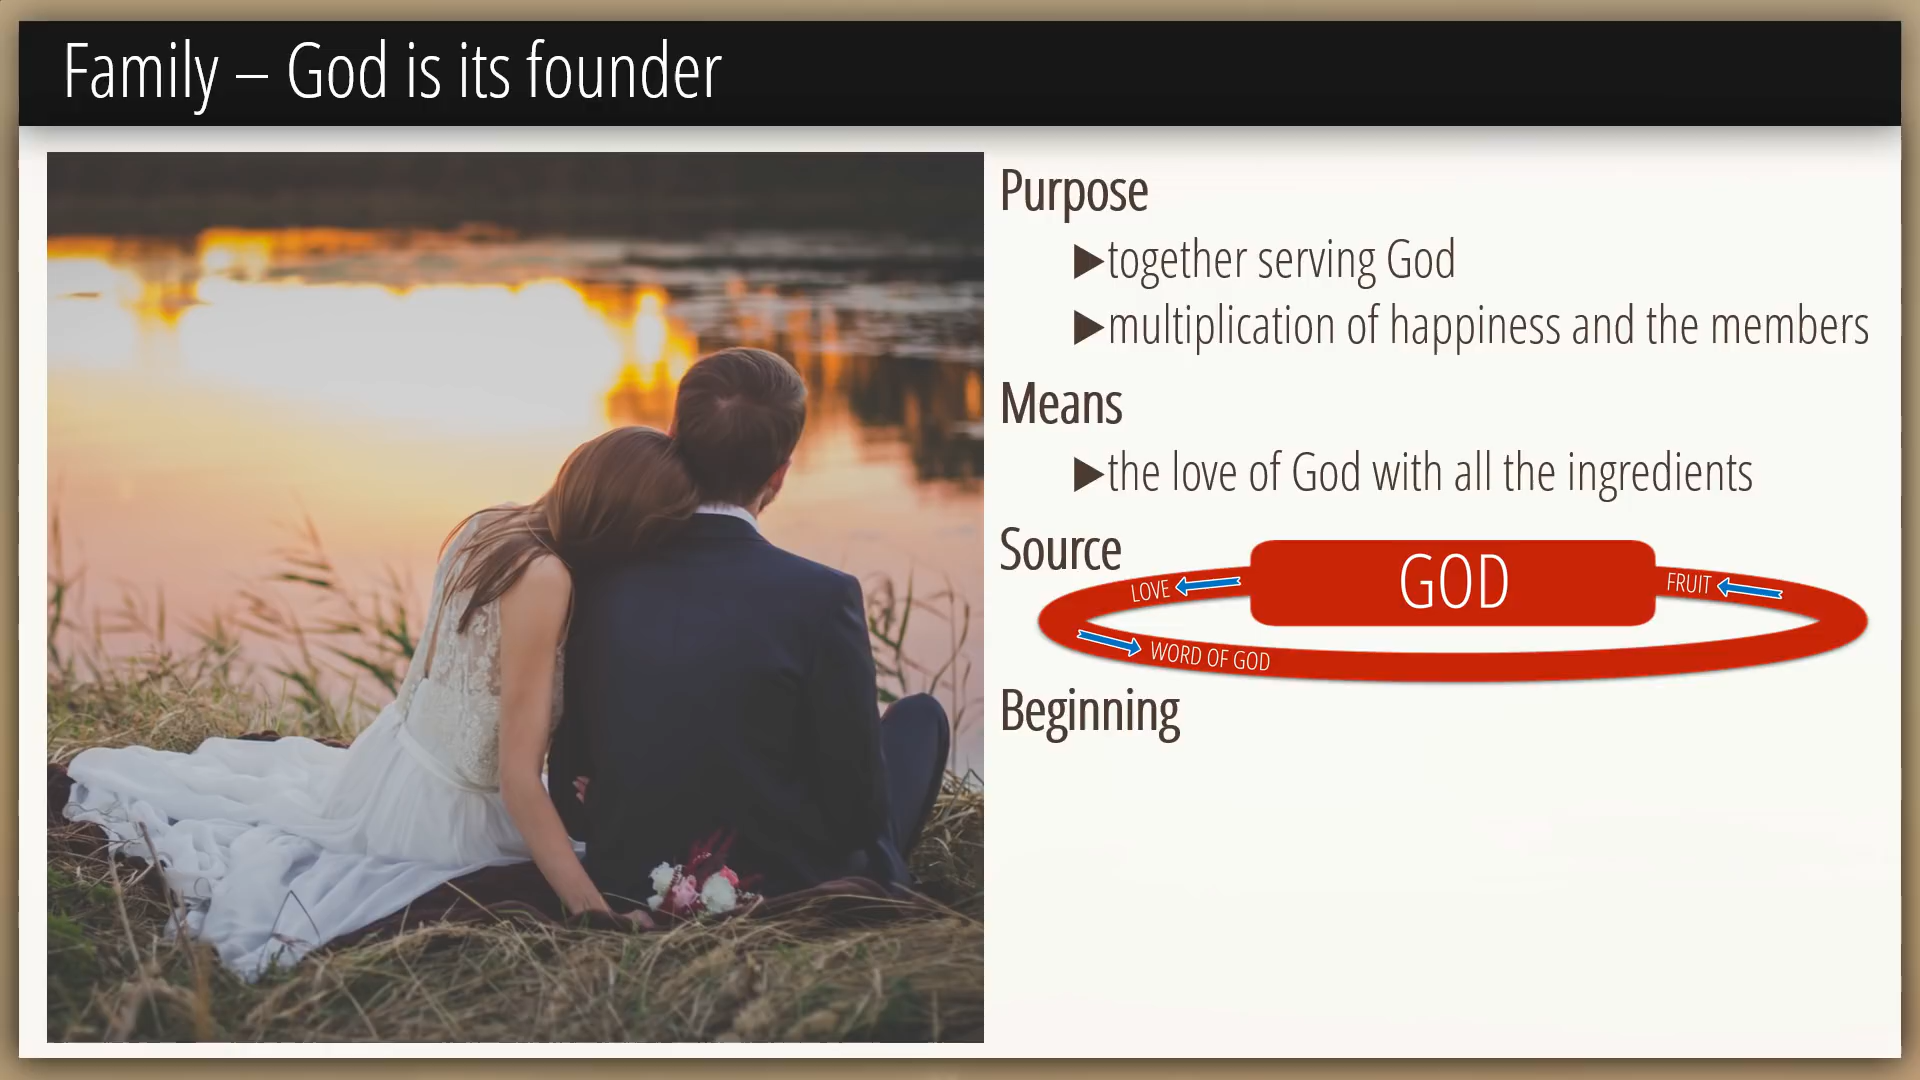 Family – God is its founder
Purpose
▶together serving God
▶multiplication of happiness and the members
Means
▶the love of God with all the ingredients
Source
GOD
LOVE
FRUIT
WORD OF GOD
Beginning